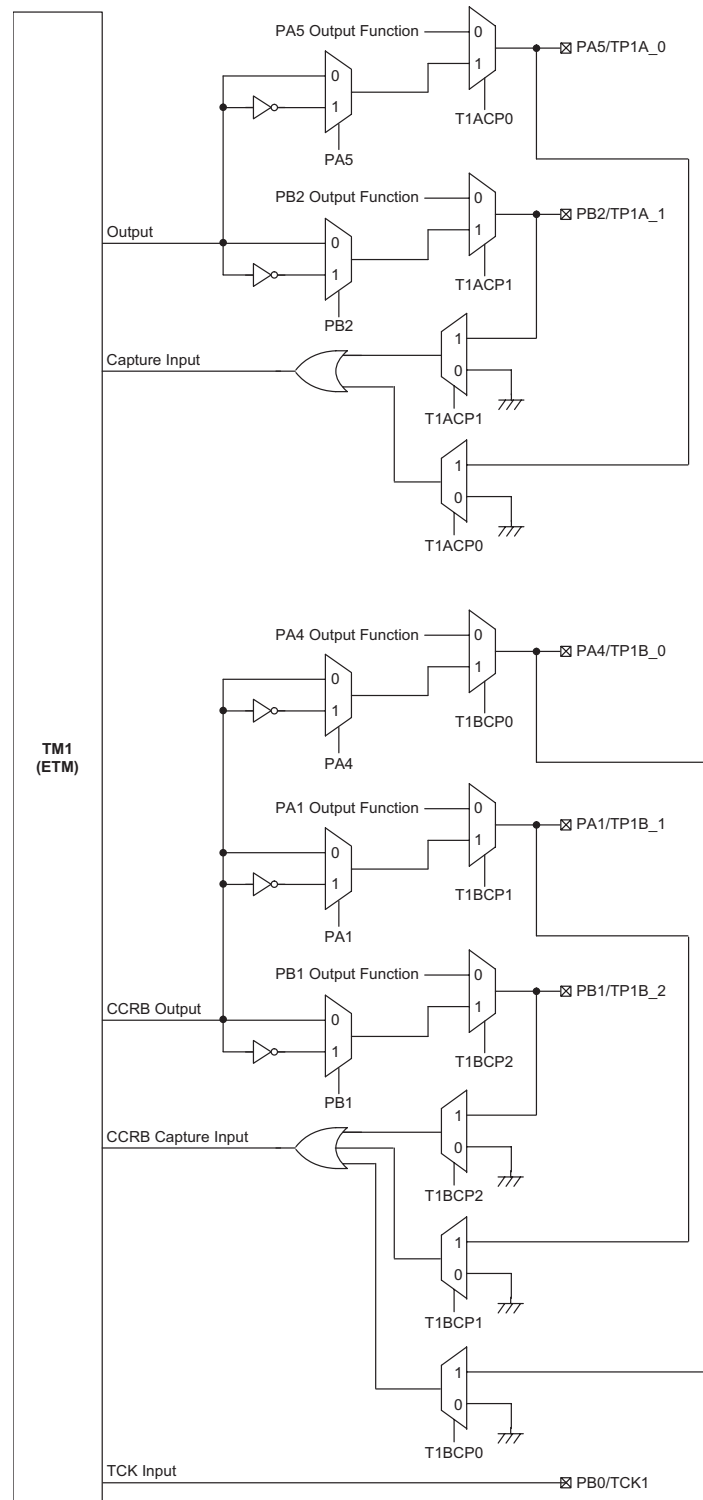 PA5 Output Function
0
1
PA5/TP1A_0
T1ACP0
0
1
PA5
PB2 Output Function
0
1
PB2/TP1A_1
T1ACP1
Output
0
1
PB2
Capture Input
1
0
T1ACP1
1
0
T1ACP0
PA4 Output Function
0
1
PA4/TP1B_0
T1BCP0
0
1
PA4
TM1
(ETM)
PA1 Output Function
0
1
PA1/TP1B_1
T1BCP1
0
1
PA1
PB1 Output Function
0
1
PB1/TP1B_2
T1BCP2
CCRB Output
0
1
PB1
CCRB Capture Input
1
0
T1BCP2
1
0
T1BCP1
1
0
T1BCP0
TCK Input
PB0/TCK1